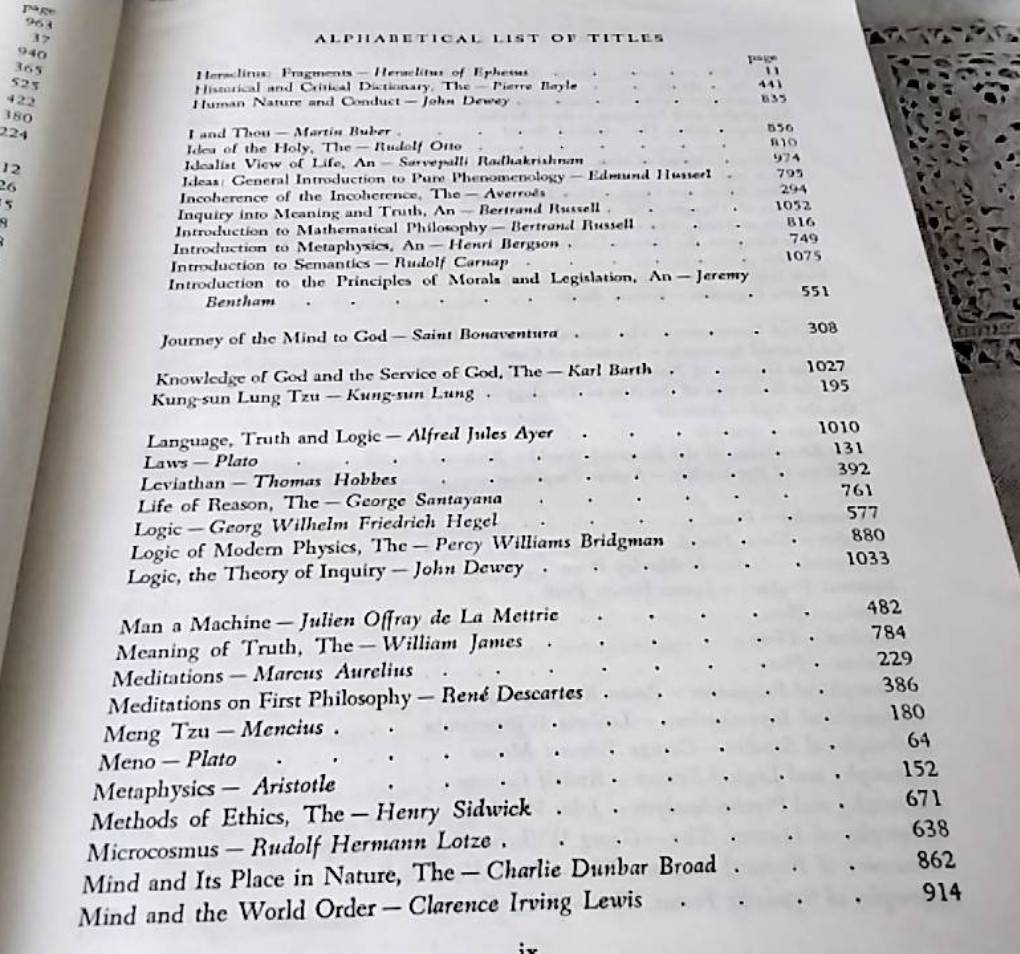 page
963
37
940
365
525
422
380
224
12
26
ALPHABETICAL LIST OF TITLES
page
Heraclitus: Fragments — Heraclitus of Ephesus . . . . . 11
Historical and Critical Dictionary, The — Pierre Bayle . . . . 441
Human Nature and Conduct — John Dewey . . . . . 835
I and Thou — Martin Buber . . . . . . . . 856
Idea of the Holy, The — Rudolf Otto . . . . . . 810
Idealist View of Life, An — Sarvepalli Radhakrishnan . . . . 974
Ideas: General Introduction to Pure Phenomenology — Edmund Husserl . 795
Incoherence of the Incoherence, The — Averroës . . . . . 294
Inquiry into Meaning and Truth, An — Bertrand Russell . . . . 1052
Introduction to Mathematical Philosophy — Bertrand Russell . . . 816
Introduction to Metaphysics, An — Henri Bergson . . . . . 749
Introduction to Semantics — Rudolf Carnap . . . . . . 1075
Introduction to the Principles of Morals and Legislation, An — Jeremy
Bentham . . . . . . . . . . . 551
Journey of the Mind to God — Saint Bonaventura . . . . . 308
Knowledge of God and the Service of God, The — Karl Barth . . . 1027
Kung-sun Lung Tzu — Kung-sun Lung . . . . . 195
Language, Truth and Logic — Alfred Jules Ayer . . . . . 1010
Laws — Plato . . . . . . . . . . . 131
Leviathan — Thomas Hobbes . . . . . . . . 392
Life of Reason, The — George Santayana . . . . . . 761
Logic — Georg Wilhelm Friedrich Hegel . . . . . . 577
Logic of Modern Physics, The — Percy Williams Bridgman . . . 880
Logic, the Theory of Inquiry — John Dewey . . . . . . 1033
Man a Machine — Julien Offray de La Mettrie . . . . . 482
Meaning of Truth, The — William James . . . . . . 784
Meditations — Marcus Aurelius . . . . . . . . 229
Meditations on First Philosophy — René Descartes . . . . . 386
Meng Tzu — Mencius . . . . . . . . . 180
Meno — Plato . . . . . . . . . . . 64
Metaphysics — Aristotle . . . . . . . . . 152
Methods of Ethics, The — Henry Sidwick . . . . . . 671
Microcosmus — Rudolf Hermann Lotze . . . . . . . 638
Mind and Its Place in Nature, The — Charlie Dunbar Broad . . . 862
Mind and the World Order — Clarence Irving Lewis . . . . 914
ix